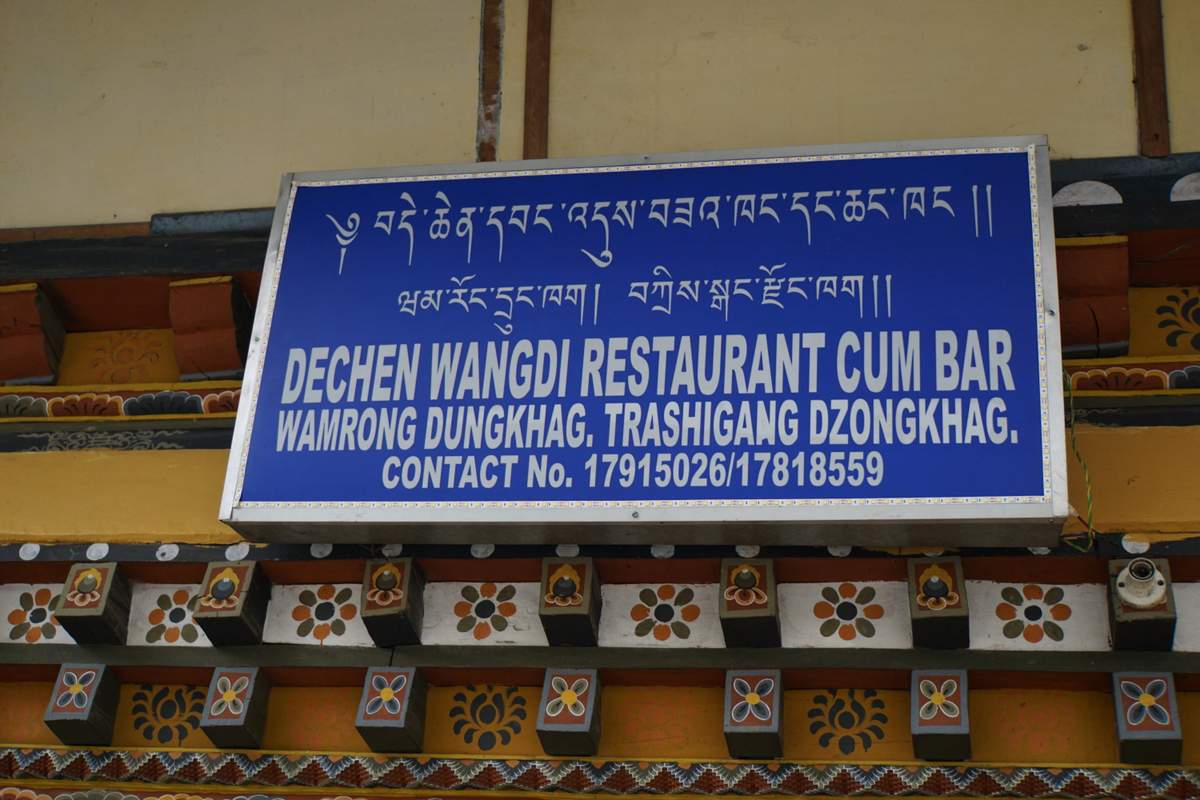 ༄ བདེ་ཆེན་དབང་འདུས་བཟའ་ཁང་དང་ཆང་ཁང །།
ཝམ་རོང་དྲུང་ཁག། བཀྲིས་སྒང་རྫོང་ཁག།།
DECHEN WANGDI RESTAURANT CUM BAR
WAMRONG DUNGKHAG. TRASHIGANG DZONGKHAG.
CONTACT No. 17915026/17818559